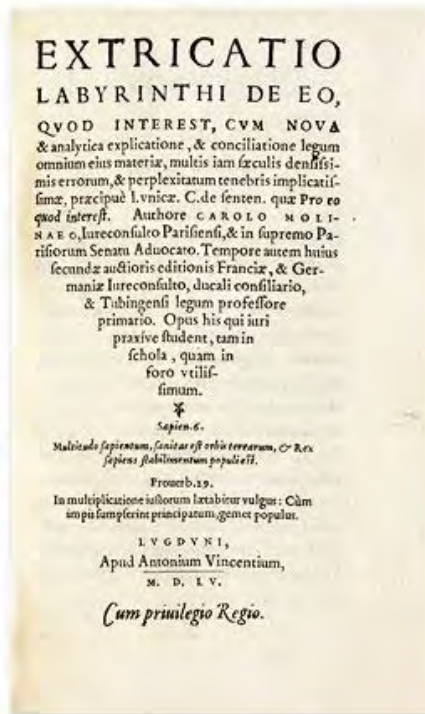 EXTRICATIO
LABYRINTHI DE EO,
QVOD INTEREST, CVM NOVA
& analytica explicatione, & conciliatione legum
omnium eius materiæ, multis iam sæculis densissi-
mis errorum, & perplexitatum tenebris implicatis-
simæ, præcipuè l.vnicæ. C.de senten. quæ Pro eo
quod interest. Authore CAROLO MOLI-
NAEO, Iureconsulto Parisiensi, & in supremo Pa-
risiorum Senatu Aduocato. Tempore autem huius
secundæ auctioris editionis Franciæ, & Ger-
maniæ Iureconsulto, ducali consiliario,
& Tubingensi legum professore
primario. Opus his qui iuri
praxíve student, tam in
schola, quam in
foro vtilis-
simum.
Sapien.6.
Multitudo sapientum, sanitas est orbis terrarum, & Rex
sapiens stabilimentum populi est.
Prouerb.29.
In multiplicatione iustorum lætabitur vulgus: Cùm
impii sumpserint principatum, gemet populus.
LVGDVNI,
Apud Antonium Vincentium,
M. D. LV.
Cum priuilegio Regio.